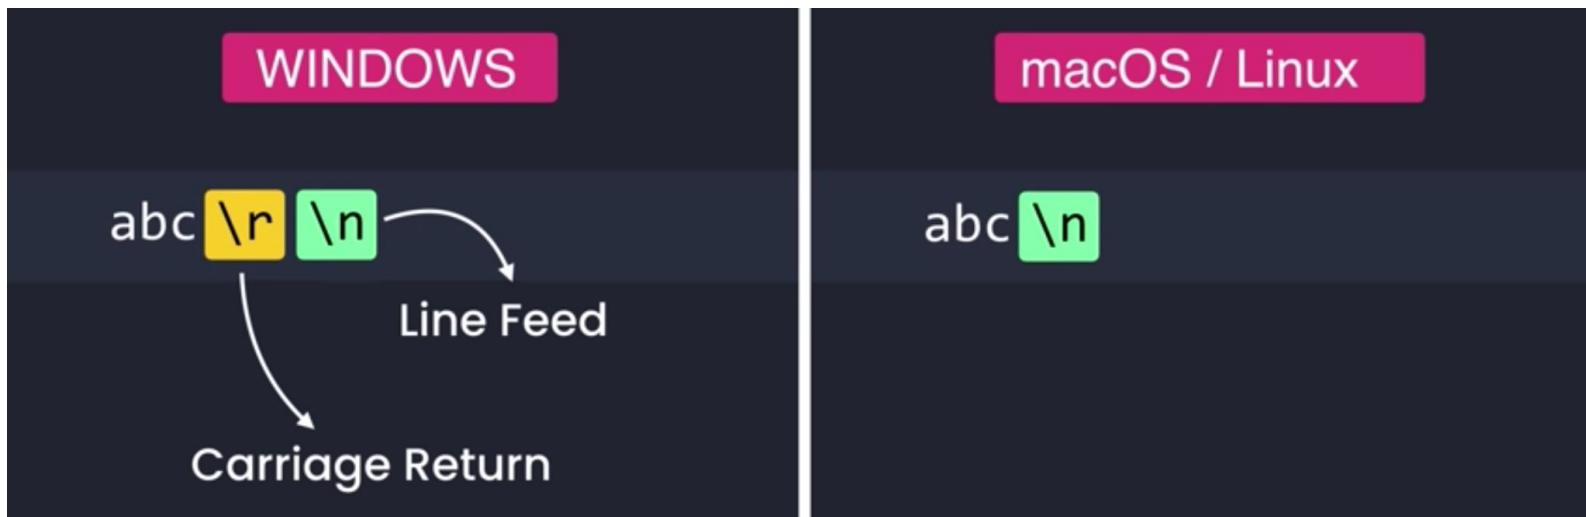 WINDOWS
abc \r \n
Line Feed
Carriage Return
macOS / Linux
abc \n